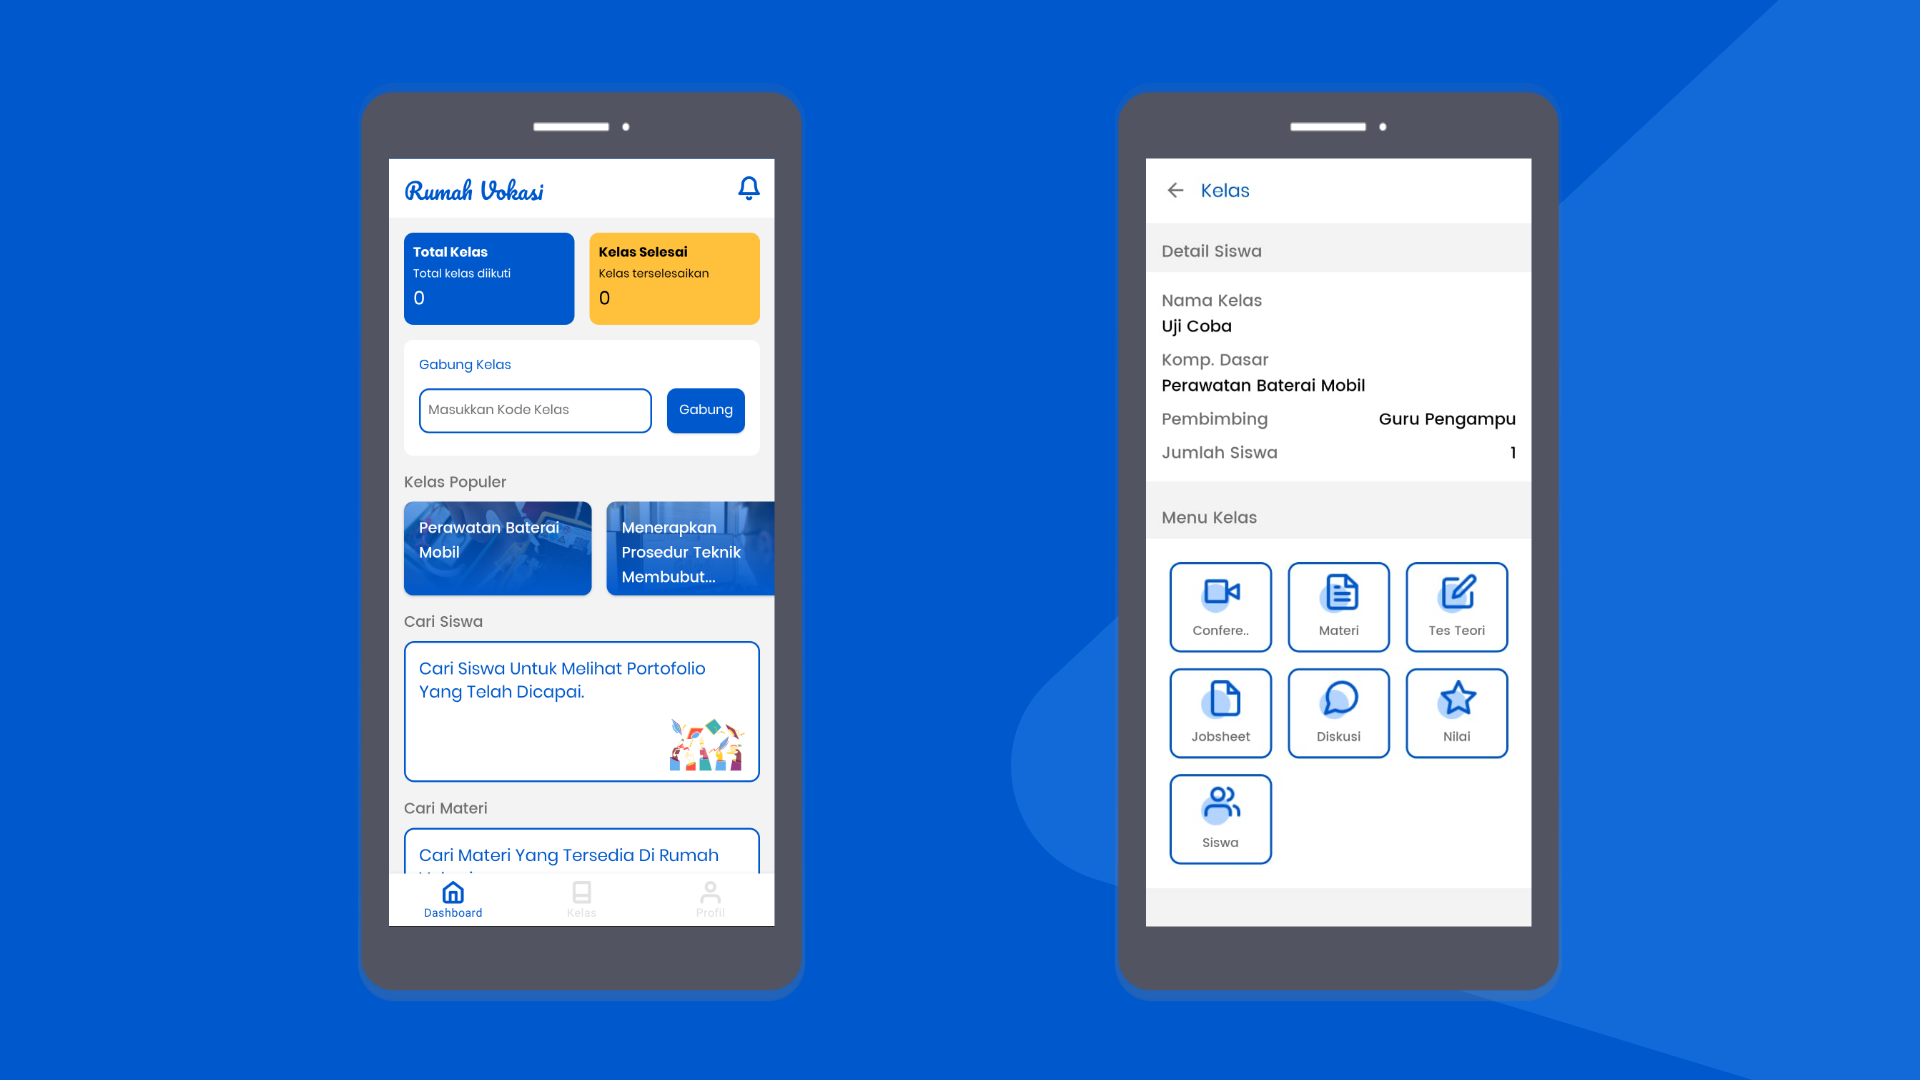 Rumah Vokasi
Total Kelas
Total kelas diikuti
0
Kelas Selesai
Kelas terselesaikan
0
Gabung Kelas
Masukkan Kode Kelas
Gabung
Kelas Populer
Perawatan Baterai
Mobil
Menerapkan
Prosedur Teknik
Membubut...
Cari Siswa
Cari Siswa Untuk Melihat Portofolio
Yang Telah Dicapai.
Cari Materi
Cari Materi Yang Tersedia Di Rumah
Dashboard
Kelas
Profil
Kelas
Detail Siswa
Nama Kelas
Uji Coba
Komp. Dasar
Perawatan Baterai Mobil
Pembimbing Guru Pengampu
Jumlah Siswa 1
Menu Kelas
Confere..
Materi
Tes Teori
Jobsheet
Diskusi
Nilai
Siswa